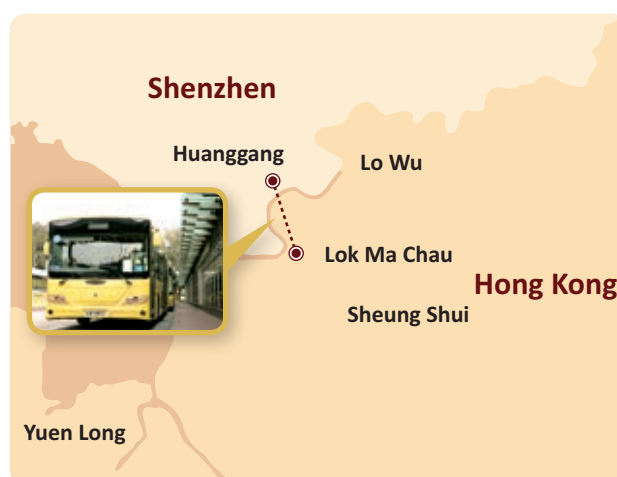 Shenzhen
Huanggang
Lo Wu
Lok Ma Chau
Hong Kong
Sheung Shui
Yuen Long